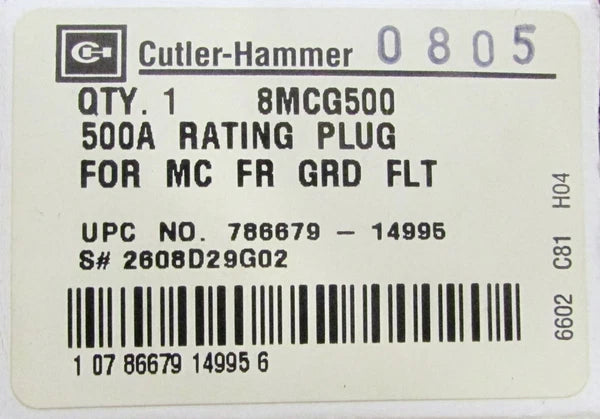 Cutler-Hammer 0805
QTY. 1 8MCG500
500A RATING PLUG
FOR MC FR GRD FLT
UPC NO. 786679 - 14995
S# 2608D29G02
1 07 86679 14995 6
6602 C81 H04